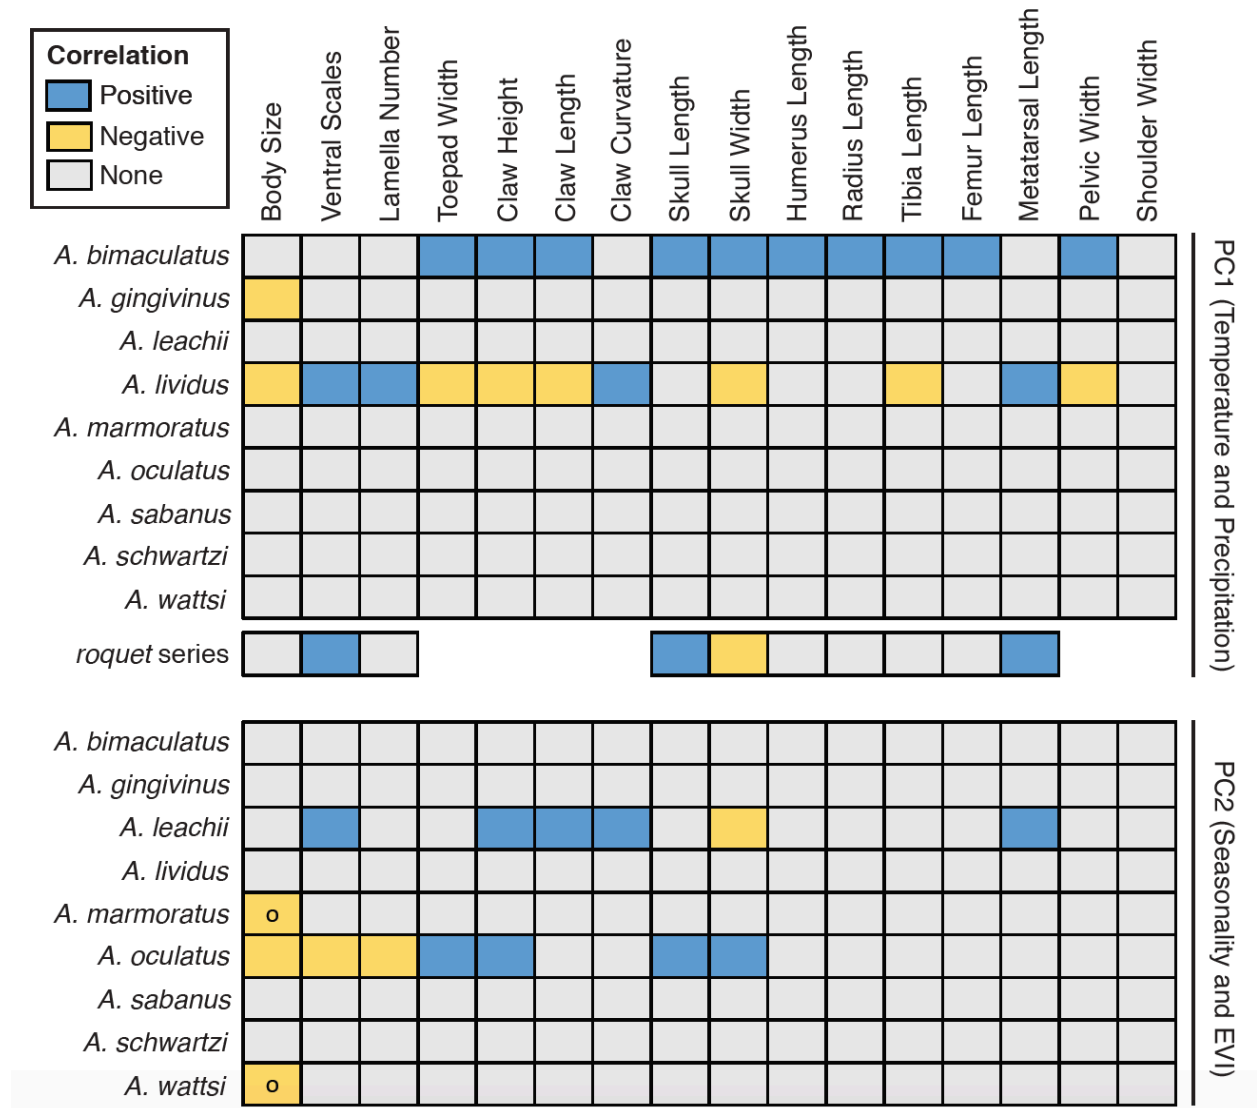 Correlation
Positive
Negative
None
Body Size
Ventral Scales
Lamella Number
Toepad Width
Claw Height
Claw Length
Claw Curvature
Skull Length
Skull Width
Humerus Length
Radius Length
Tibia Length
Femur Length
Metatarsal Length
Pelvic Width
Shoulder Width
A. bimaculatus
A. gingivinus
A. leachii
A. lividus
A. marmoratus
A. oculatus
A. sabanus
A. schwartzi
A. wattsi
roquet series
PC1 (Temperature and Precipitation)
A. bimaculatus
A. gingivinus
A. leachii
A. lividus
A. marmoratus o
A. oculatus
A. sabanus
A. schwartzi
A. wattsi o
PC2 (Seasonality and EVI)